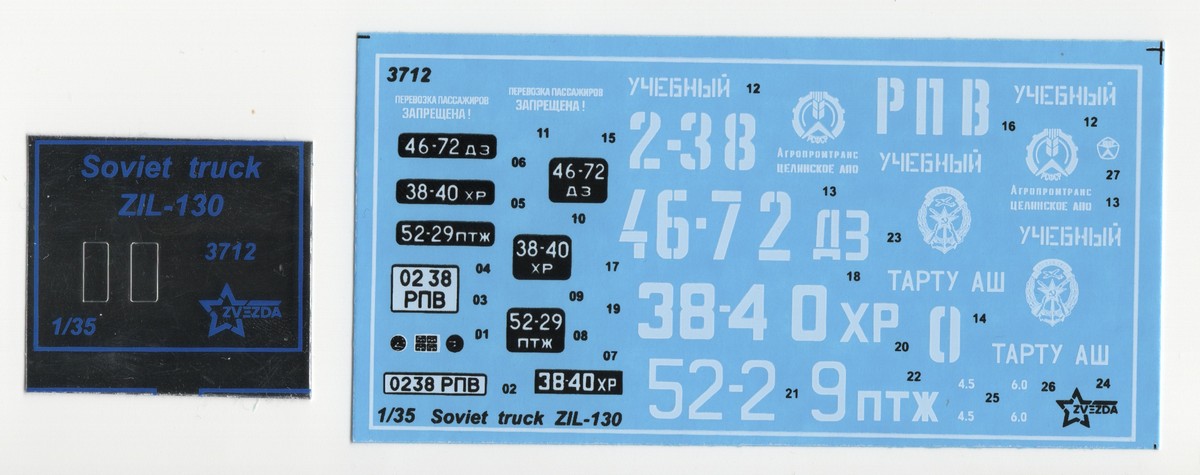 Soviet truck
ZIL-130
3712
1/35
ZVEZDA
3712
ПЕРЕВОЗКА ПАССАЖИРОВ
ЗАПРЕЩЕНА!
ПЕРЕВОЗКА ПАССАЖИРОВ
ЗАПРЕЩЕНА!
11
15
46-72 ДЗ
06
46-72
ДЗ
38-40 ХР
05
10
52-29 ПТЖ
38-40
ХР
17
04
02 38
РПВ
03
09
19
01
52-29
ПТЖ
08
07
0238 РПВ
02
38-40 ХР
1/35 Soviet truck ZIL-130
УЧЕБНЫЙ
12
РПВ
УЧЕБНЫЙ
16
12
2-38
АГРОПРОМТРАНС
ЦЕЛИНСКОЕ АПО
УЧЕБНЫЙ
РСФСР
27
13
АГРОПРОМТРАНС
ЦЕЛИНСКОЕ АПО
13
46-72 ДЗ
23
УЧЕБНЫЙ
18
ТАРТУ АШ
38-4 0 ХР
0
14
20
ТАРТУ АШ
52-2 9 ПТЖ
21
22
4.5
6.0
26
24
25
4.5
6.0
ZVEZDA